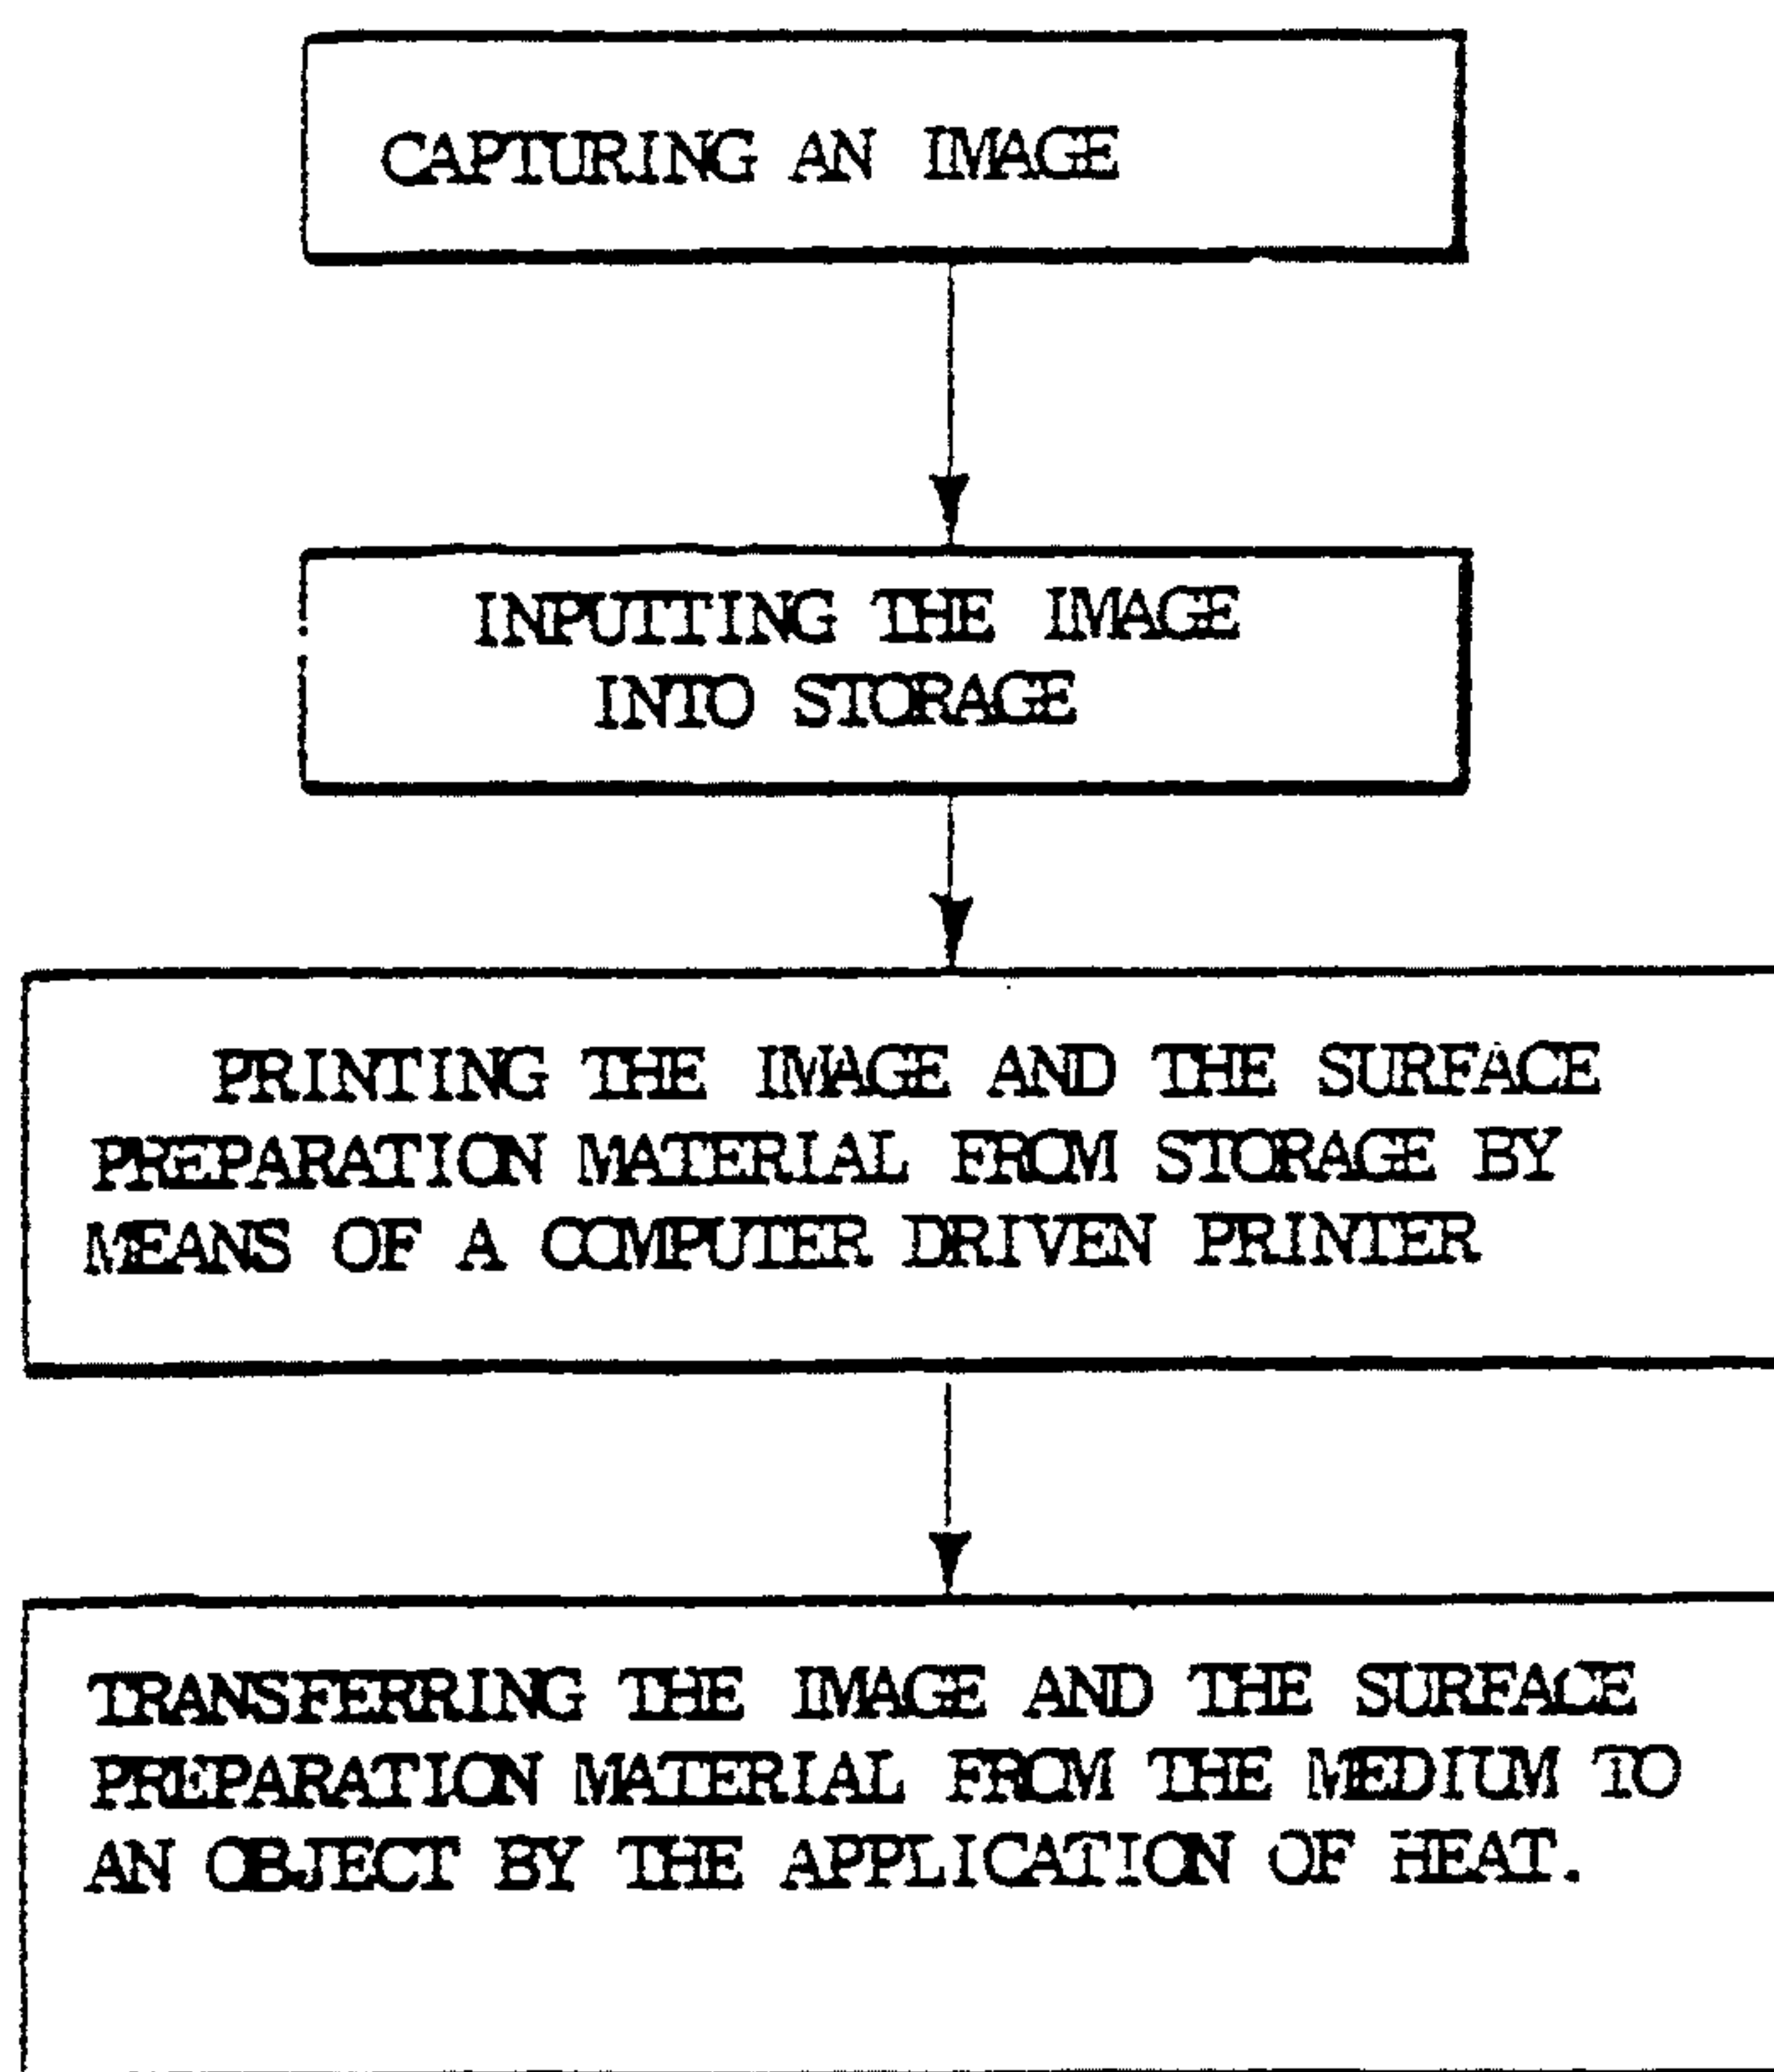 CAPTURING AN IMAGE
INPUTTING THE IMAGE
INTO STORAGE
PRINTING THE IMAGE AND THE SURFACE
PREPARATION MATERIAL FROM STORAGE BY
MEANS OF A COMPUTER DRIVEN PRINTER
TRANSFERRING THE IMAGE AND THE SURFACE
PREPARATION MATERIAL FROM THE MEDIUM TO
AN OBJECT BY THE APPLICATION OF HEAT.